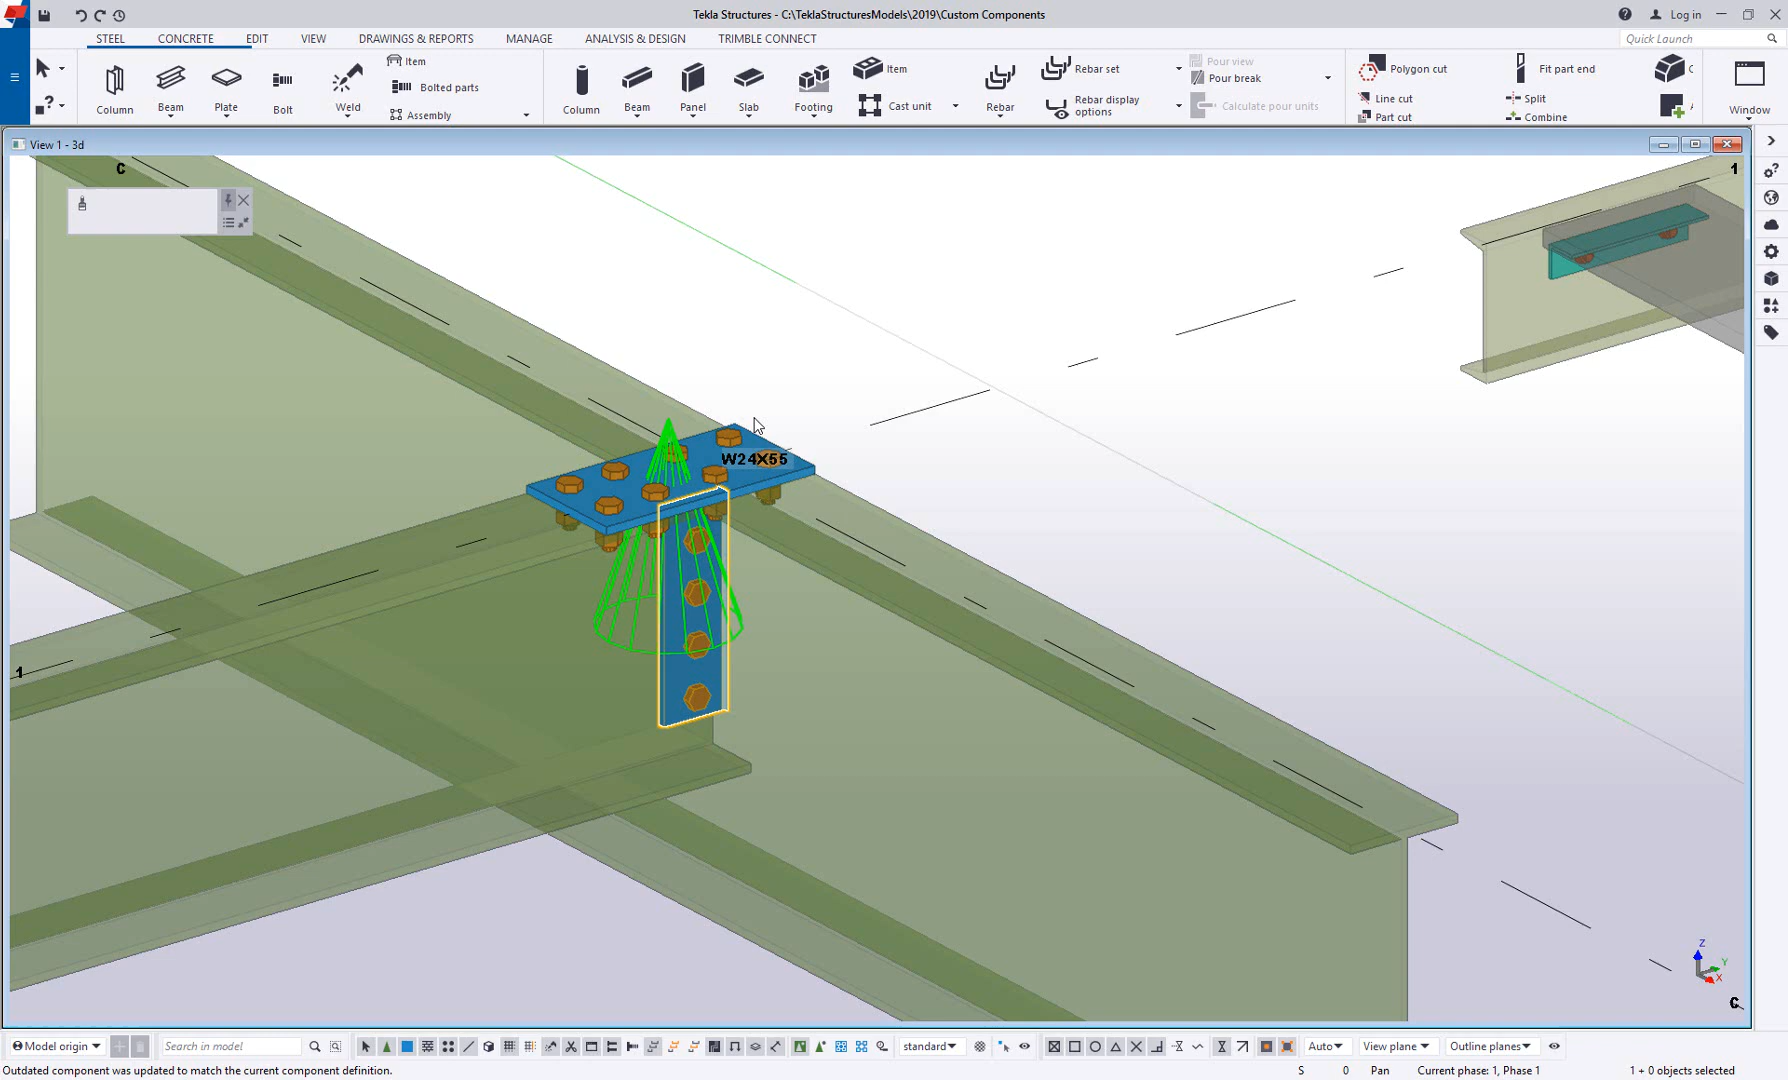 Tekla Structures - C:\TeklaStructuresModels\2019\Custom Components
Log in
STEEL CONCRETE EDIT VIEW DRAWINGS & REPORTS MANAGE ANALYSIS & DESIGN TRIMBLE CONNECT
Quick Launch
Column
Beam
Plate
Bolt
Weld
Item
Bolted parts
Assembly
Column
Beam
Panel
Slab
Footing
Item
Cast unit
Rebar
Rebar set
Rebar display
options
Pour view
Pour break
Calculate pour units
Polygon cut
Line cut
Part cut
Fit part end
Split
Combine
C
Window
View 1 - 3d
C
1
W24X55
1
Z
Y
X
C
Model origin
Search in model
standard
Auto
View plane
Outline planes
Outdated component was updated to match the current component definition.
S 0 Pan Current phase: 1, Phase 1 1 + 0 objects selected